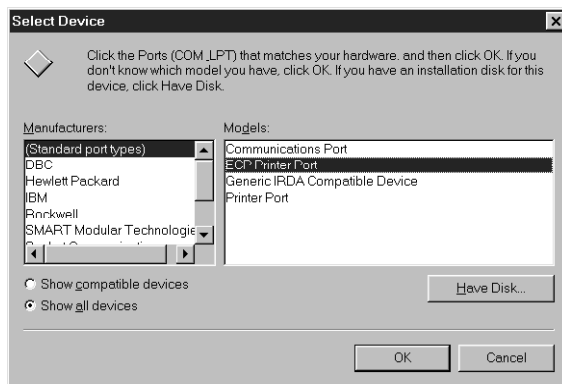 Select Device
Click the Ports (COM_LPT) that matches your hardware. and then click OK. If you
don't know which model you have, click OK. If you have an installation disk for this
device, click Have Disk.
Manufacturers:
Models:
(Standard port types)
DBC
Hewlett Packard
IBM
Rockwell
SMART Modular Technologie
Communications Port
ECP Printer Port
Generic IRDA Compatible Device
Printer Port
Show compatible devices
Show all devices
Have Disk...
OK
Cancel